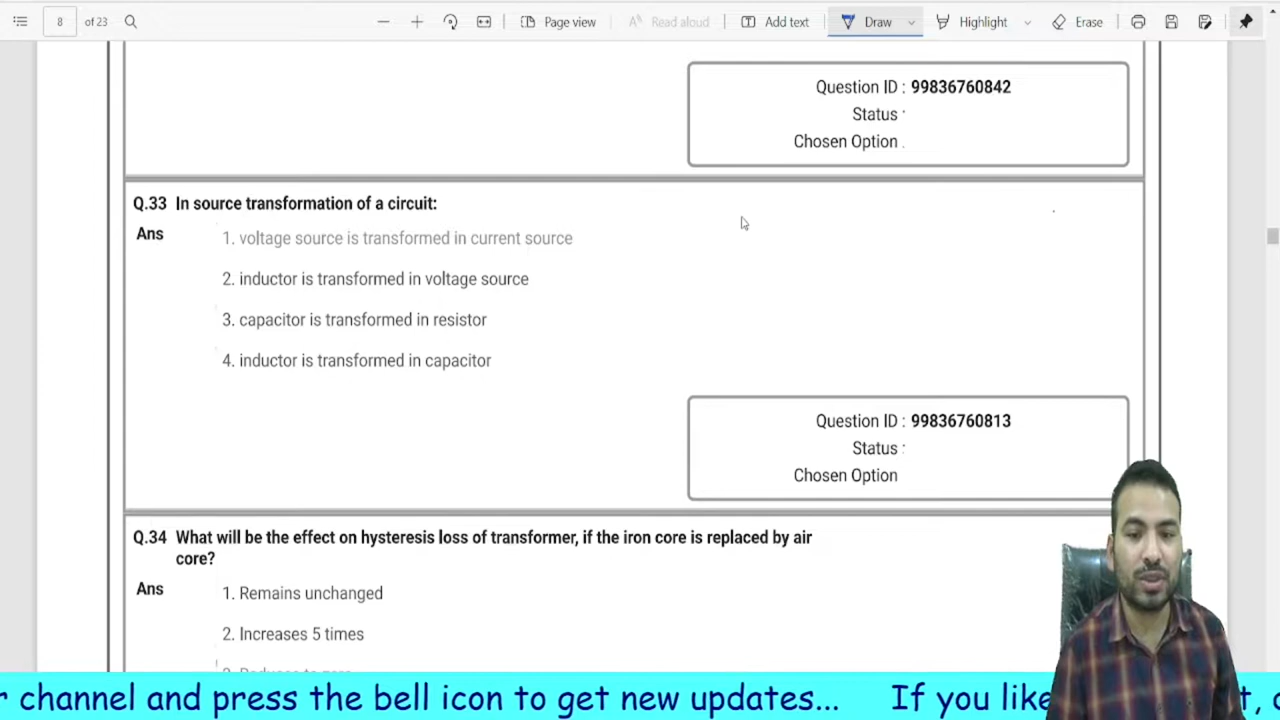 8 of 23 Page view Read aloud Add text Draw Highlight Erase
Question ID : 99836760842
Status :
Chosen Option
Q.33 In source transformation of a circuit:
Ans 1. voltage source is transformed in current source
2. inductor is transformed in voltage source
3. capacitor is transformed in resistor
4. inductor is transformed in capacitor
Question ID : 99836760813
Status :
Chosen Option
Q.34 What will be the effect on hysteresis loss of transformer, if the iron core is replaced by air
core?
Ans 1. Remains unchanged
2. Increases 5 times
r channel and press the bell icon to get new updates... If you like